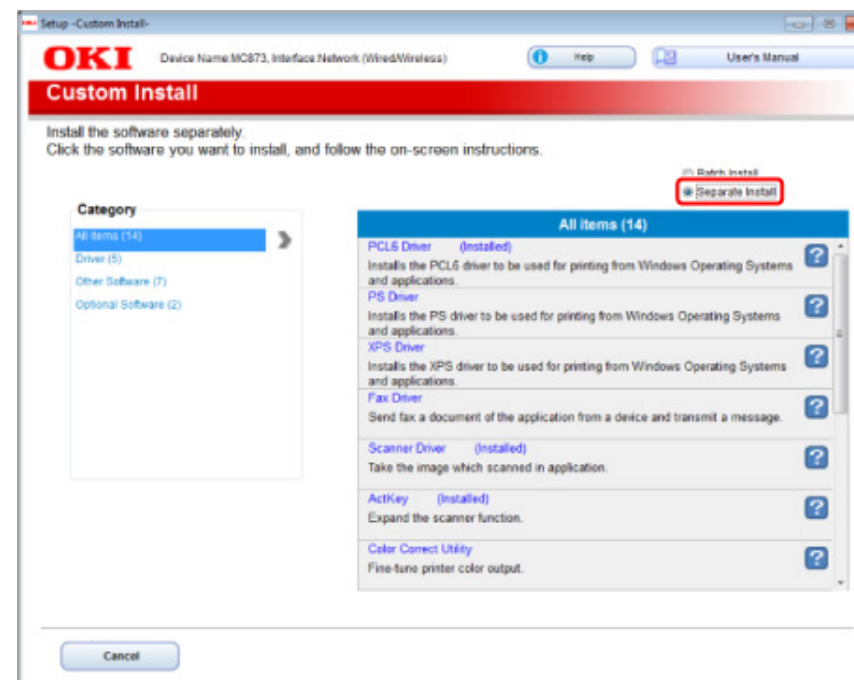 Setup -Custom Install-
OKI Device Name:MC873, Interface:Network (Wired/Wireless) Help User's Manual
Custom Install
Install the software separately.
Click the software you want to install, and follow the on-screen instructions.
Batch Install
Separate Install
Category
All items (14)
Driver (5)
Other Software (7)
Optional Software (2)
All items (14)
PCL6 Driver (Installed)
Installs the PCL6 driver to be used for printing from Windows Operating Systems
and applications.
PS Driver
Installs the PS driver to be used for printing from Windows Operating Systems
and applications.
XPS Driver
Installs the XPS driver to be used for printing from Windows Operating Systems
and applications.
Fax Driver
Send fax a document of the application from a device and transmit a message.
Scanner Driver (Installed)
Take the image which scanned in application.
ActKey (Installed)
Expand the scanner function.
Color Correct Utility
Fine-tune printer color output.
Cancel